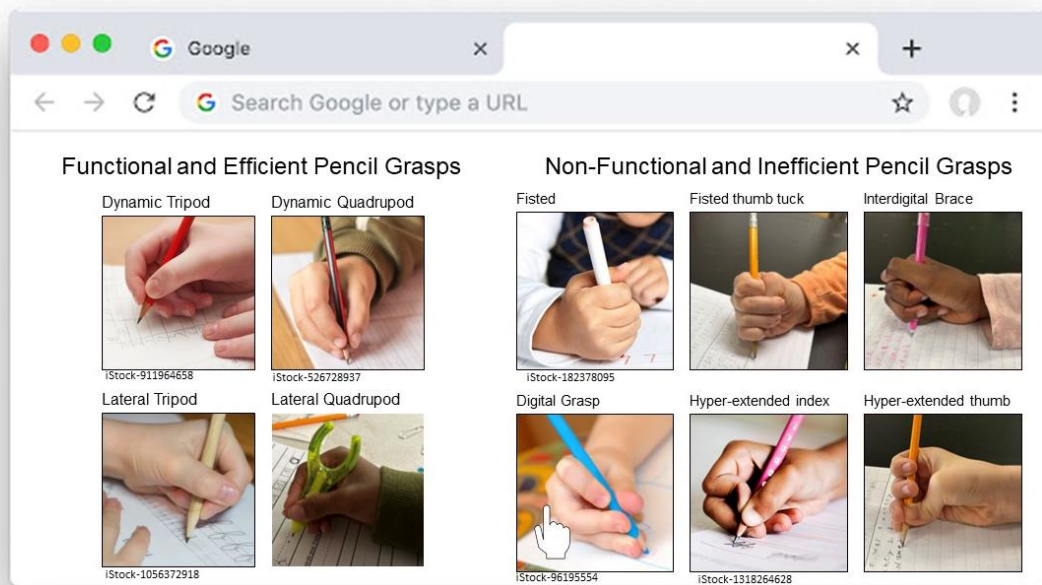 Google
Search Google or type a URL
Functional and Efficient Pencil Grasps
Dynamic Tripod
Dynamic Quadrupod
iStock-911964658
iStock-526728937
Lateral Tripod
Lateral Quadrupod
iStock-1056372918
Non-Functional and Inefficient Pencil Grasps
Fisted
Fisted thumb tuck
Interdigital Brace
iStock-182378095
Digital Grasp
Hyper-extended index
Hyper-extended thumb
iStock-96195554
iStock-1318264628